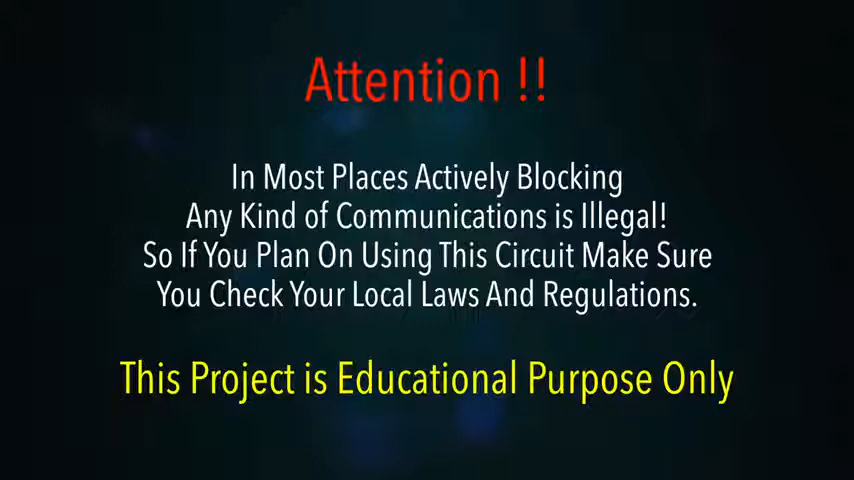 Attention !!
In Most Places Actively Blocking
Any Kind of Communications is Illegal!
So If You Plan On Using This Circuit Make Sure
You Check Your Local Laws And Regulations.
This Project is Educational Purpose Only